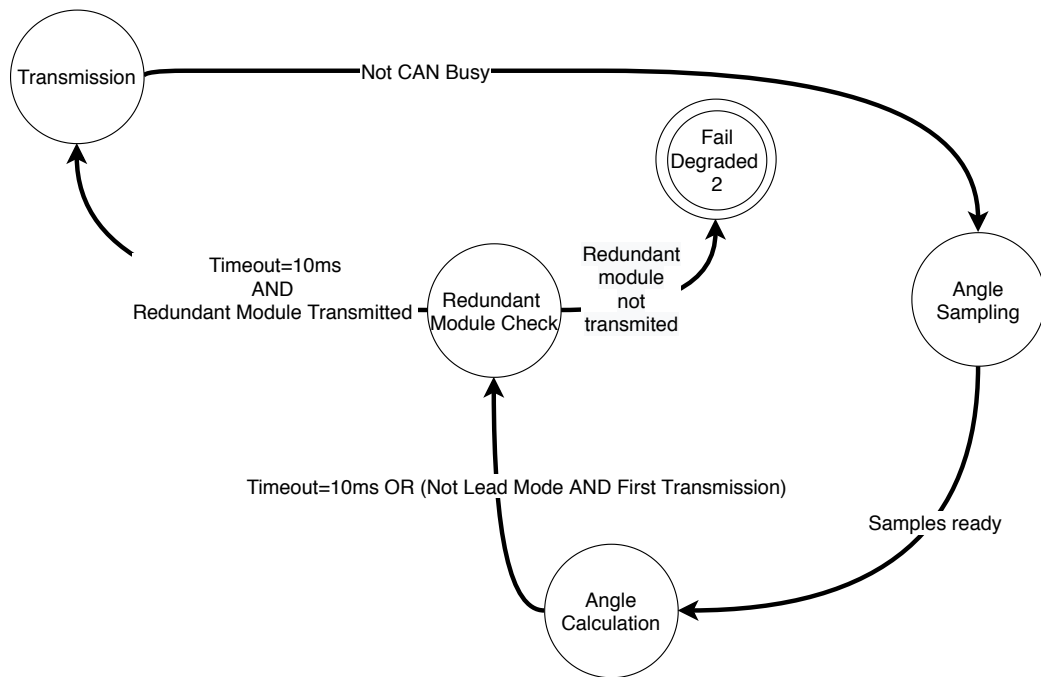 Transmission
Not CAN Busy
Fail
Degraded
2
Redundant
module
not
transmited
Timeout=10ms
AND
Redundant Module Transmitted
Redundant
Module Check
Angle
Sampling
Timeout=10ms OR (Not Lead Mode AND First Transmission)
Samples ready
Angle
Calculation